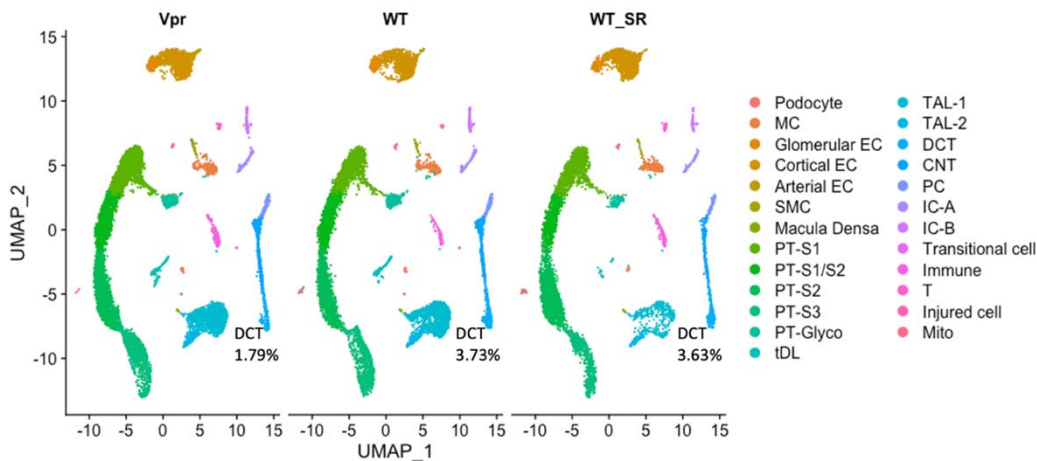 Vpr WT WT_SR
15
10
5
0
-5
-10
UMAP_2
DCT
1.79%
DCT
3.73%
DCT
3.63%
-10 -5 0 5 10 15 -10 -5 0 5 10 15 -10 -5 0 5 10 15
UMAP_1
Podocyte
MC
Glomerular EC
Cortical EC
Arterial EC
SMC
Macula Densa
PT-S1
PT-S1/S2
PT-S2
PT-S3
PT-Glyco
tDL
TAL-1
TAL-2
DCT
CNT
PC
IC-A
IC-B
Transitional cell
Immune
T
Injured cell
Mito